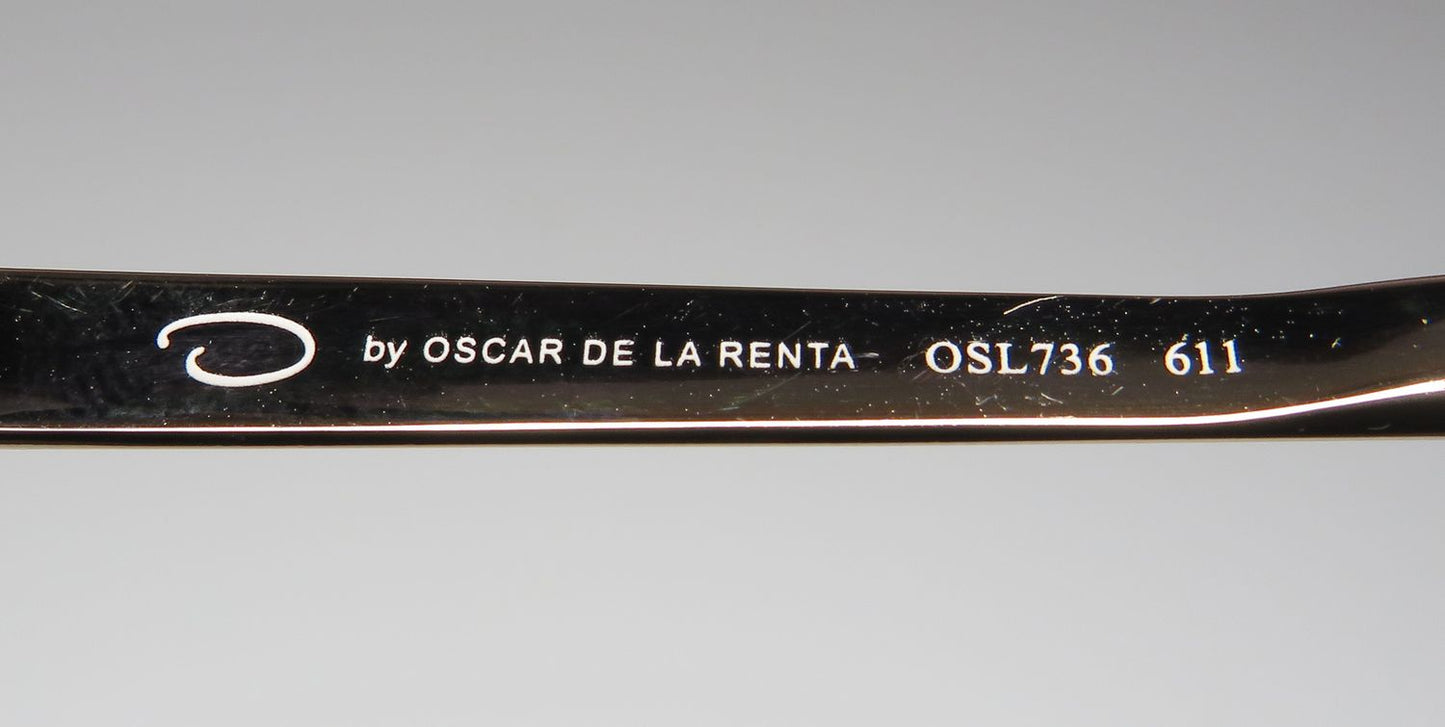 O by OSCAR DE LA RENTA OSL736 611